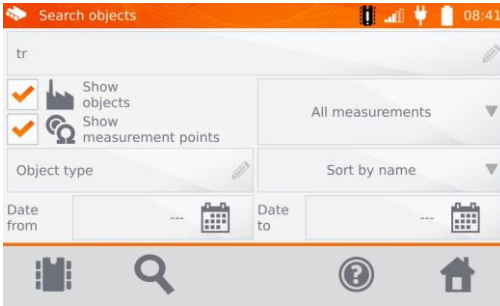 Search objects
08:41
tr
Show
objects
Show
measurement points
All measurements
Object type
Sort by name
Date
from
---
Date
to
---